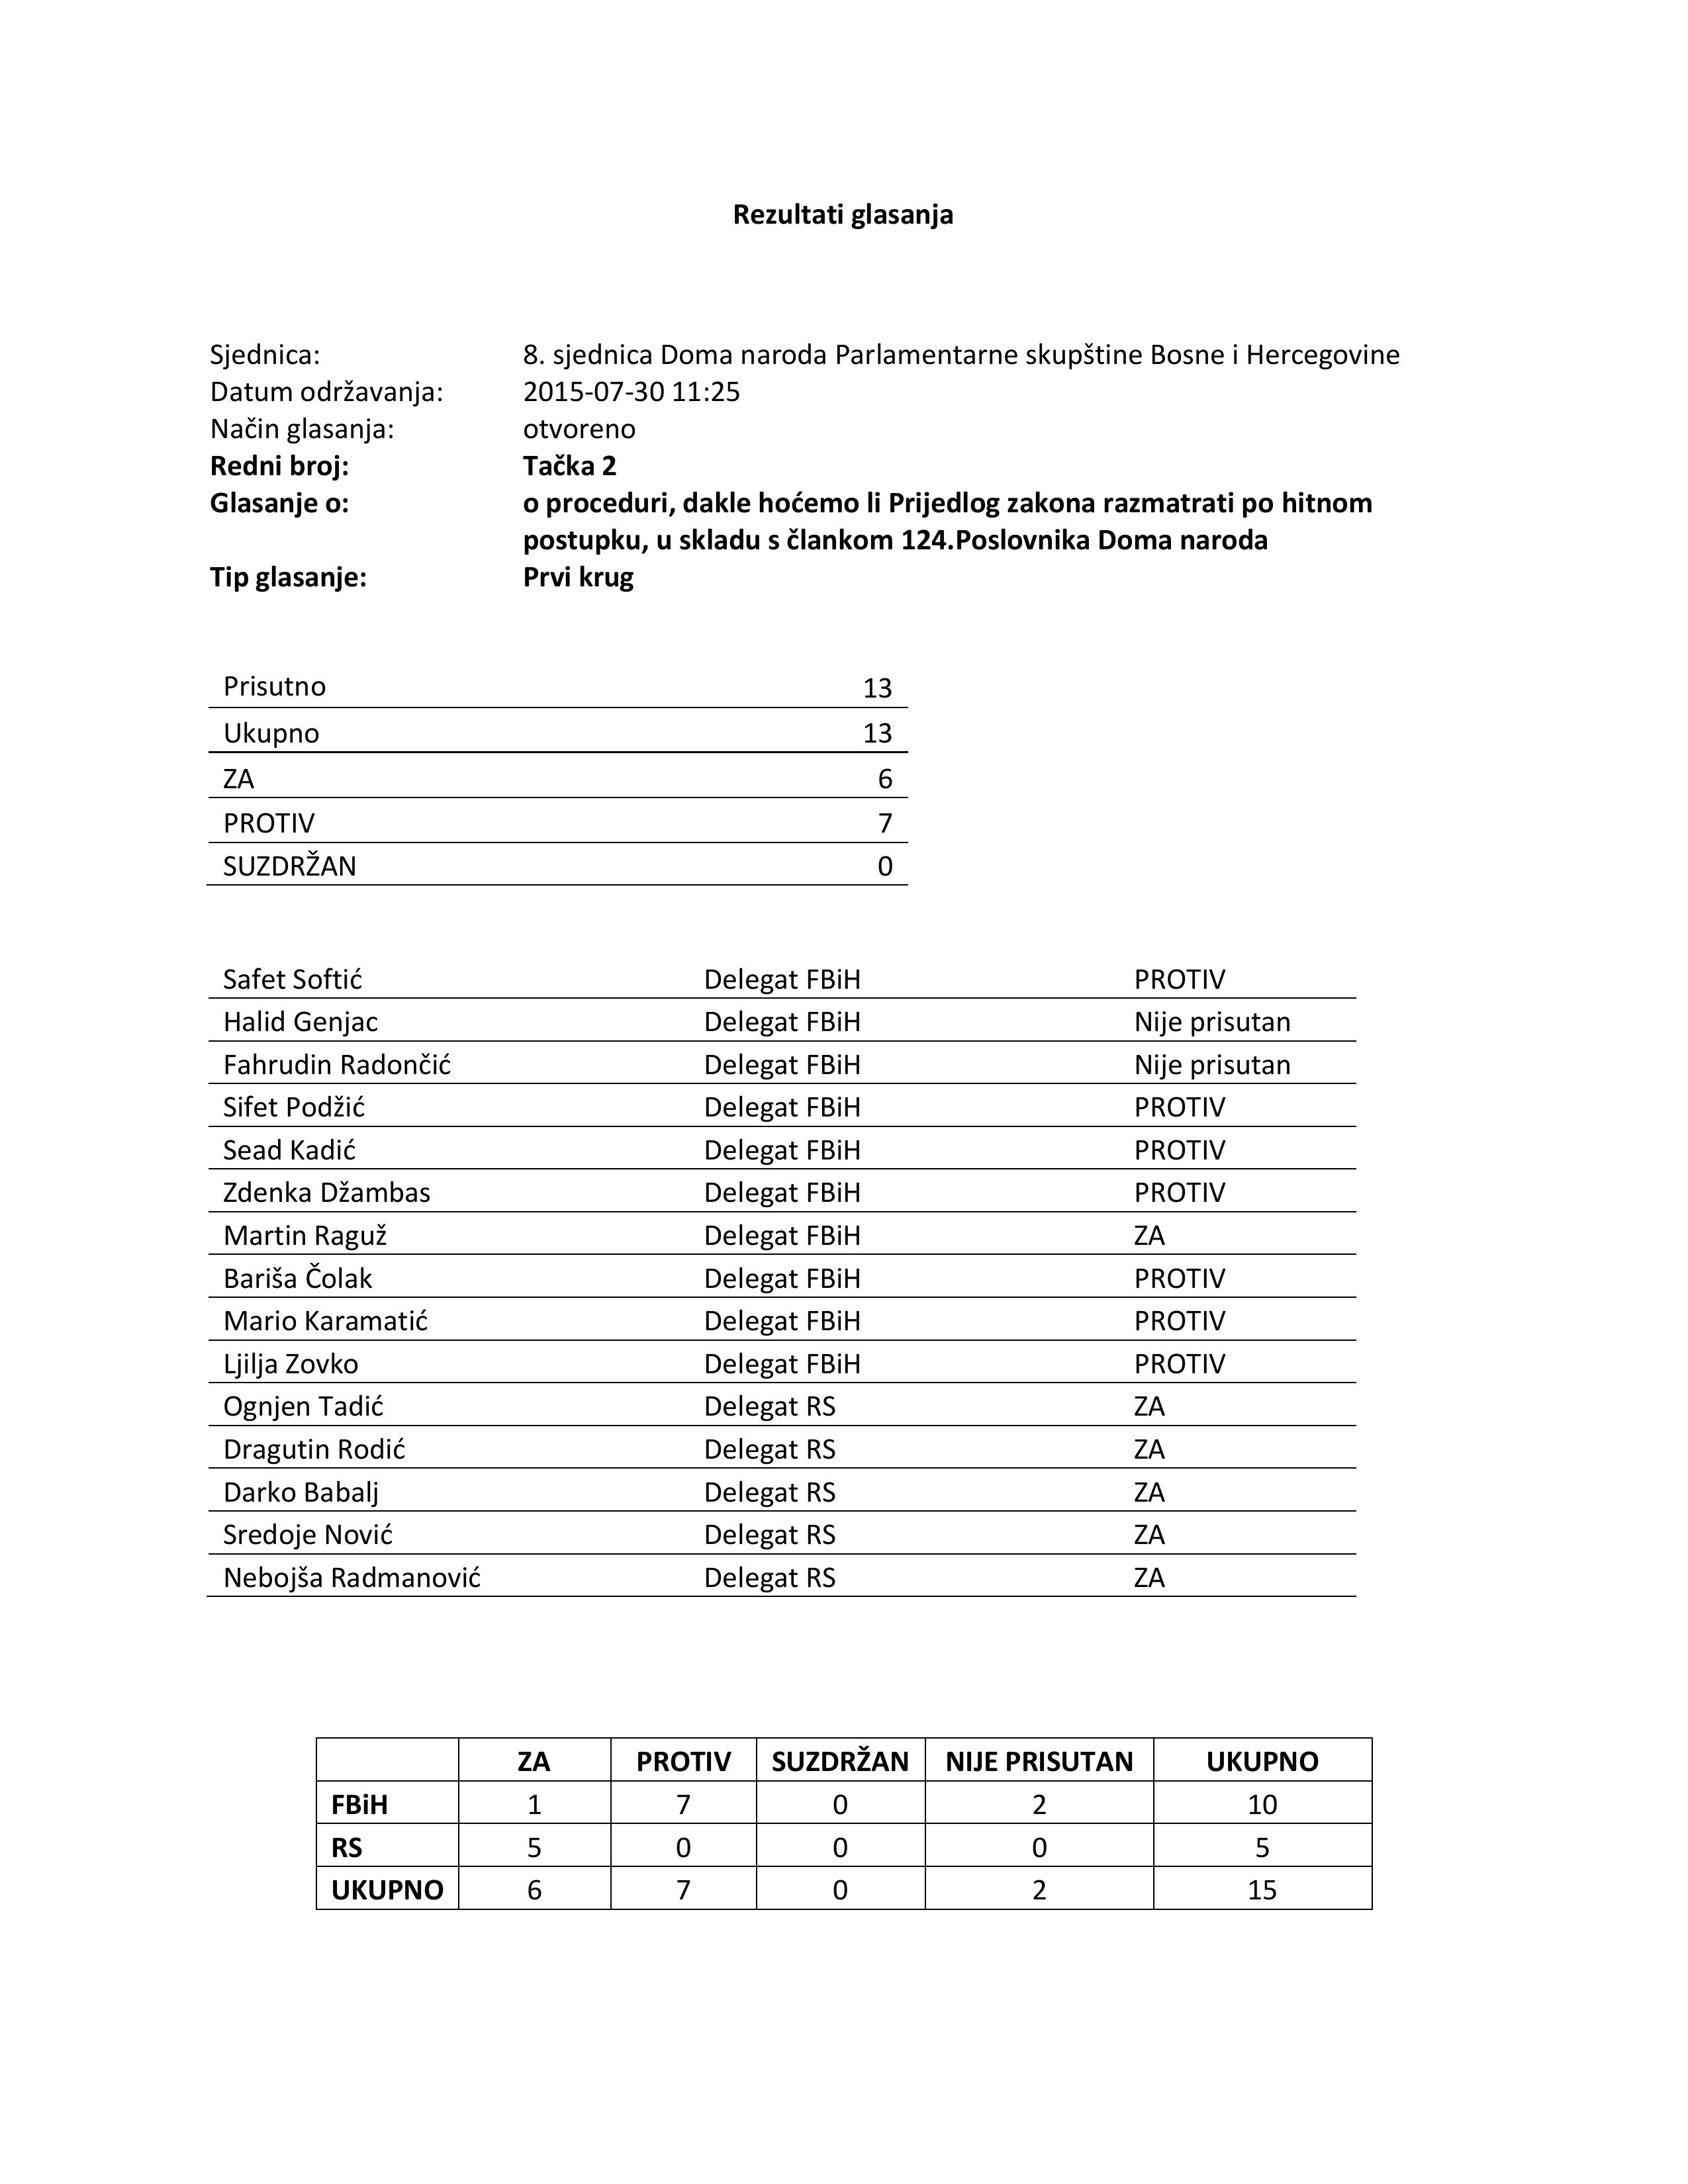 Rezultati glasanja
Sjednica: 8. sjednica Doma naroda Parlamentarne skupštine Bosne i Hercegovine
Datum održavanja: 2015-07-30 11:25
Način glasanja: otvoreno
Redni broj: Tačka 2
Glasanje o: o proceduri, dakle hoćemo li Prijedlog zakona razmatrati po hitnom
postupku, u skladu s člankom 124.Poslovnika Doma naroda
Tip glasanje: Prvi krug
Prisutno 13
Ukupno 13
ZA 6
PROTIV 7
SUZDRŽAN 0
Safet Softić Delegat FBiH PROTIV
Halid Genjac Delegat FBiH Nije prisutan
Fahrudin Radončić Delegat FBiH Nije prisutan
Sifet Podžić Delegat FBiH PROTIV
Sead Kadić Delegat FBiH PROTIV
Zdenka Džambas Delegat FBiH PROTIV
Martin Raguž Delegat FBiH ZA
Bariša Čolak Delegat FBiH PROTIV
Mario Karamatić Delegat FBiH PROTIV
Ljilja Zovko Delegat FBiH PROTIV
Ognjen Tadić Delegat RS ZA
Dragutin Rodić Delegat RS ZA
Darko Babalj Delegat RS ZA
Sredoje Nović Delegat RS ZA
Nebojša Radmanović Delegat RS ZA
ZA PROTIV SUZDRŽAN NIJE PRISUTAN UKUPNO
FBiH 1 7 0 2 10
RS 5 0 0 0 5
UKUPNO 6 7 0 2 15